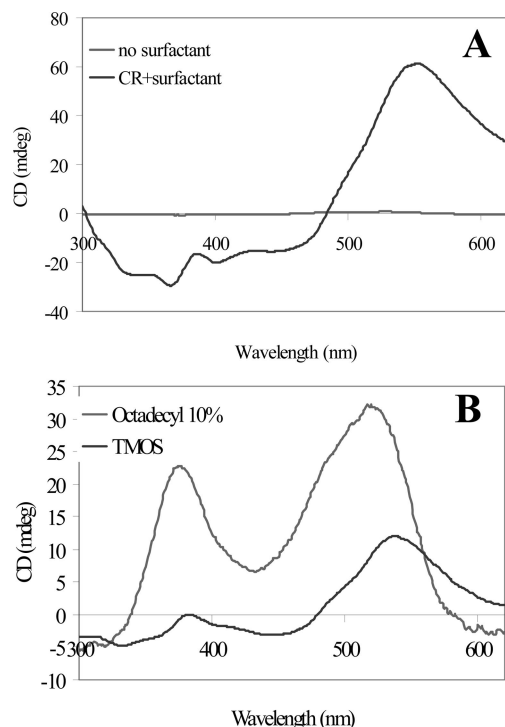 A
80
60
40
20
0
-20
-40
CD (mdeg)
no surfactant
CR+surfactant
300
400
500
600
Wavelength (nm)
B
35
30
25
20
15
10
5
0
-5
-10
CD (mdeg)
Octadecyl 10%
TMOS
300
400
500
600
Wavelength (nm)